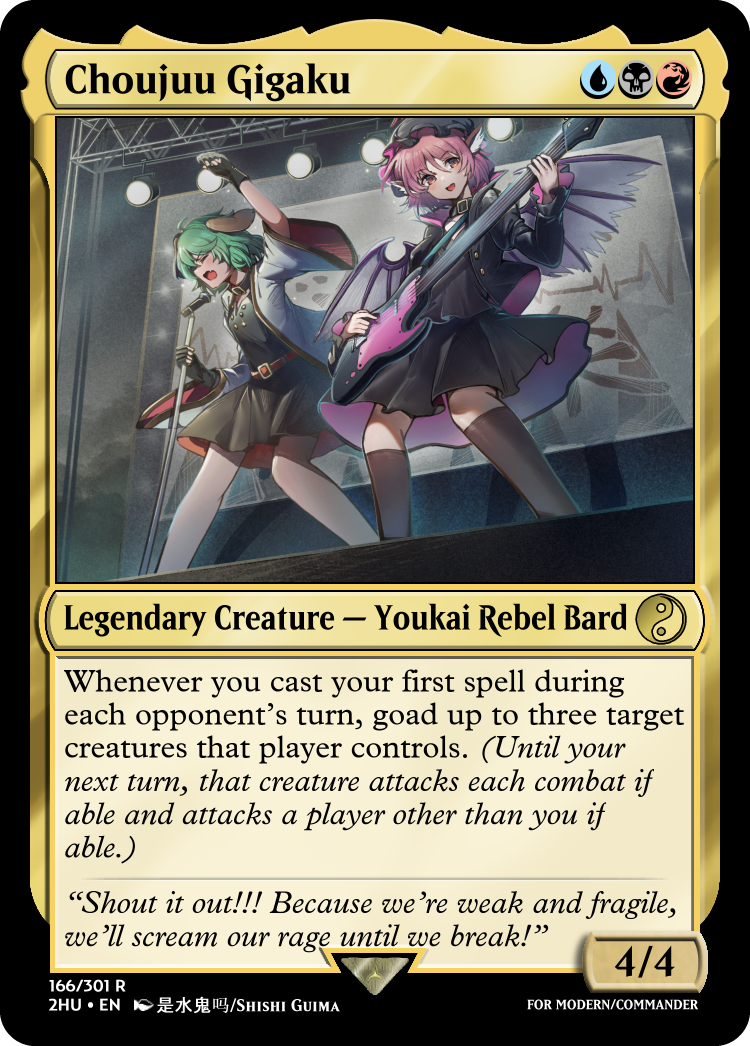 Choujuu Gigaku
Legendary Creature — Youkai Rebel Bard
Whenever you cast your first spell during
each opponent's turn, goad up to three target
creatures that player controls. (Until your
next turn, that creature attacks each combat if
able and attacks a player other than you if
able.)
“Shout it out!!! Because we're weak and fragile,
we'll scream our rage until we break!”
4/4
166/301 R
2HU • EN 是水鬼吗/Shishi Guima
FOR MODERN/COMMANDER